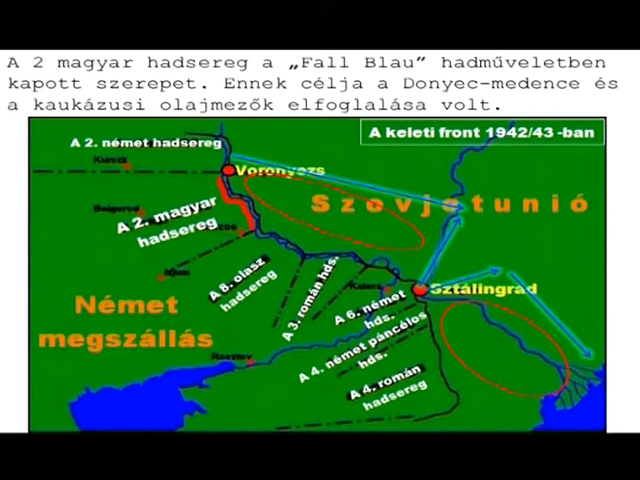 A 2 magyar hadsereg a „Fall Blau” hadműveletben
kapott szerepet. Ennek célja a Donyec-medence és
a kaukázusi olajmezők elfoglalása volt.
A keleti front 1942/43 -ban
A 2. német hadsereg
Kurszk
Voronyezs
Szovjetunió
Belgorod
A 2. magyar
hadsereg
A 8. olasz
hadsereg
A 3. román hds.
Német
megszállás
Sztálingrad
A 6. német
hds.
A 4. német páncélos
hds.
Rosztov
A 4. román
hadsereg